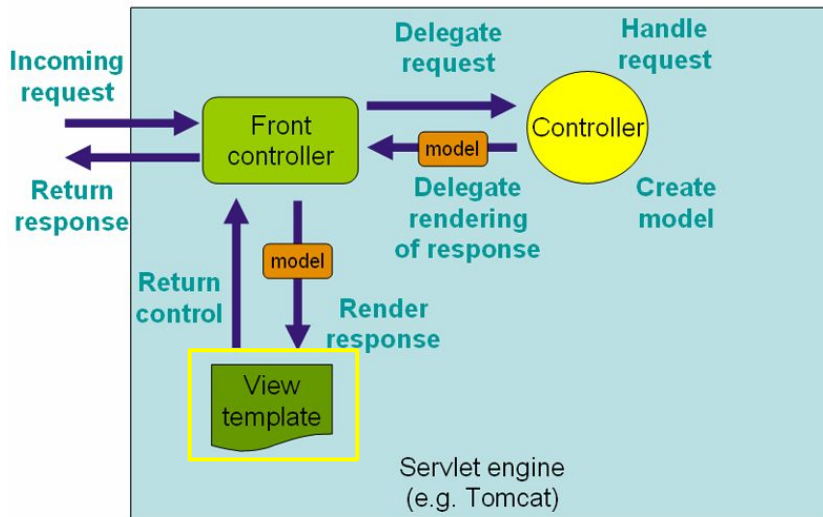 Incoming
request
Return
response
Front
controller
Delegate
request
Handle
request
Controller
model
Delegate
rendering
of response
Create
model
model
Return
control
Render
response
View
template
Servlet engine
(e.g. Tomcat)